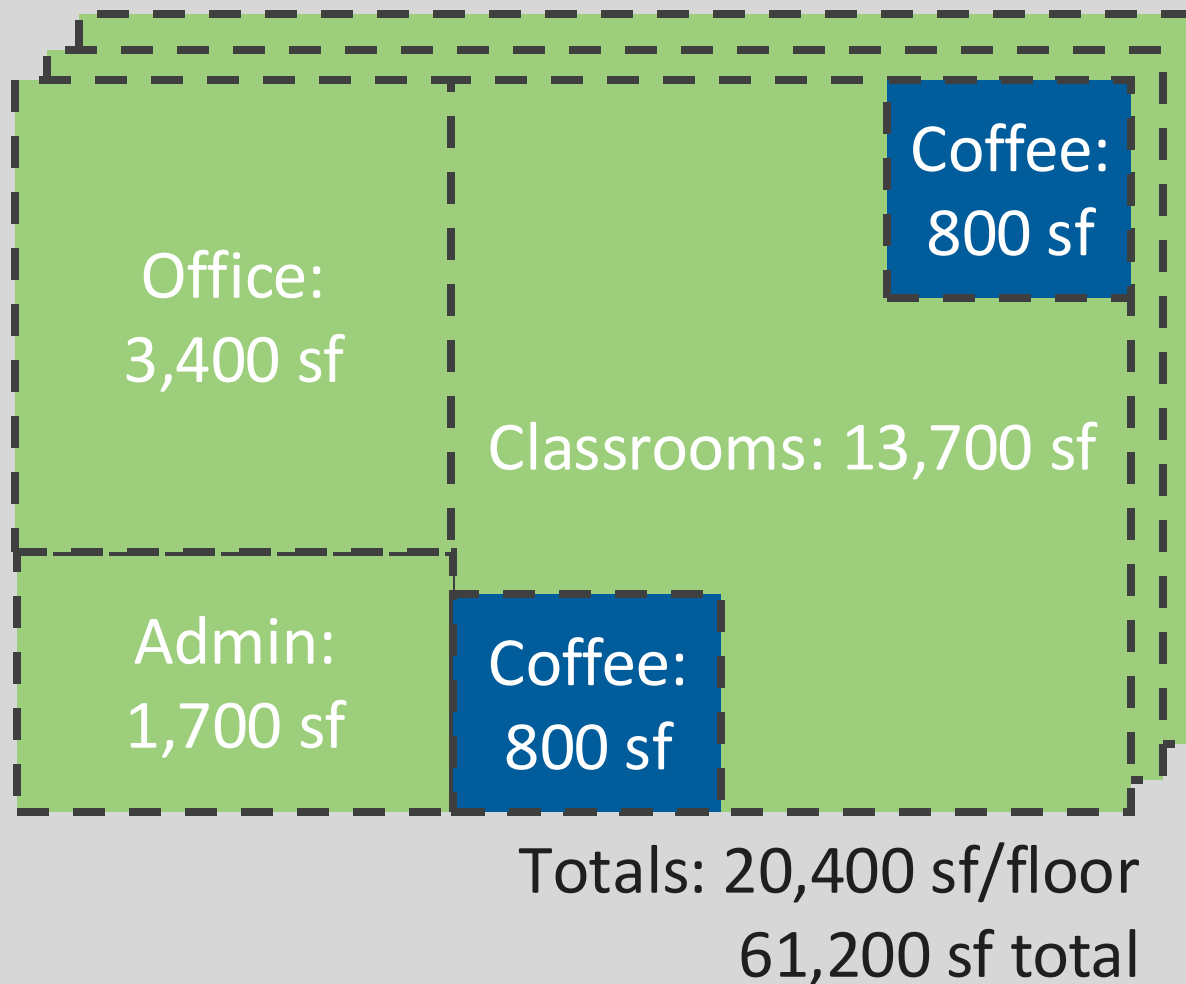 Coffee:
800 sf
Office:
3,400 sf
Classrooms: 13,700 sf
Admin:
1,700 sf
Coffee:
800 sf
Totals: 20,400 sf/floor
61,200 sf total